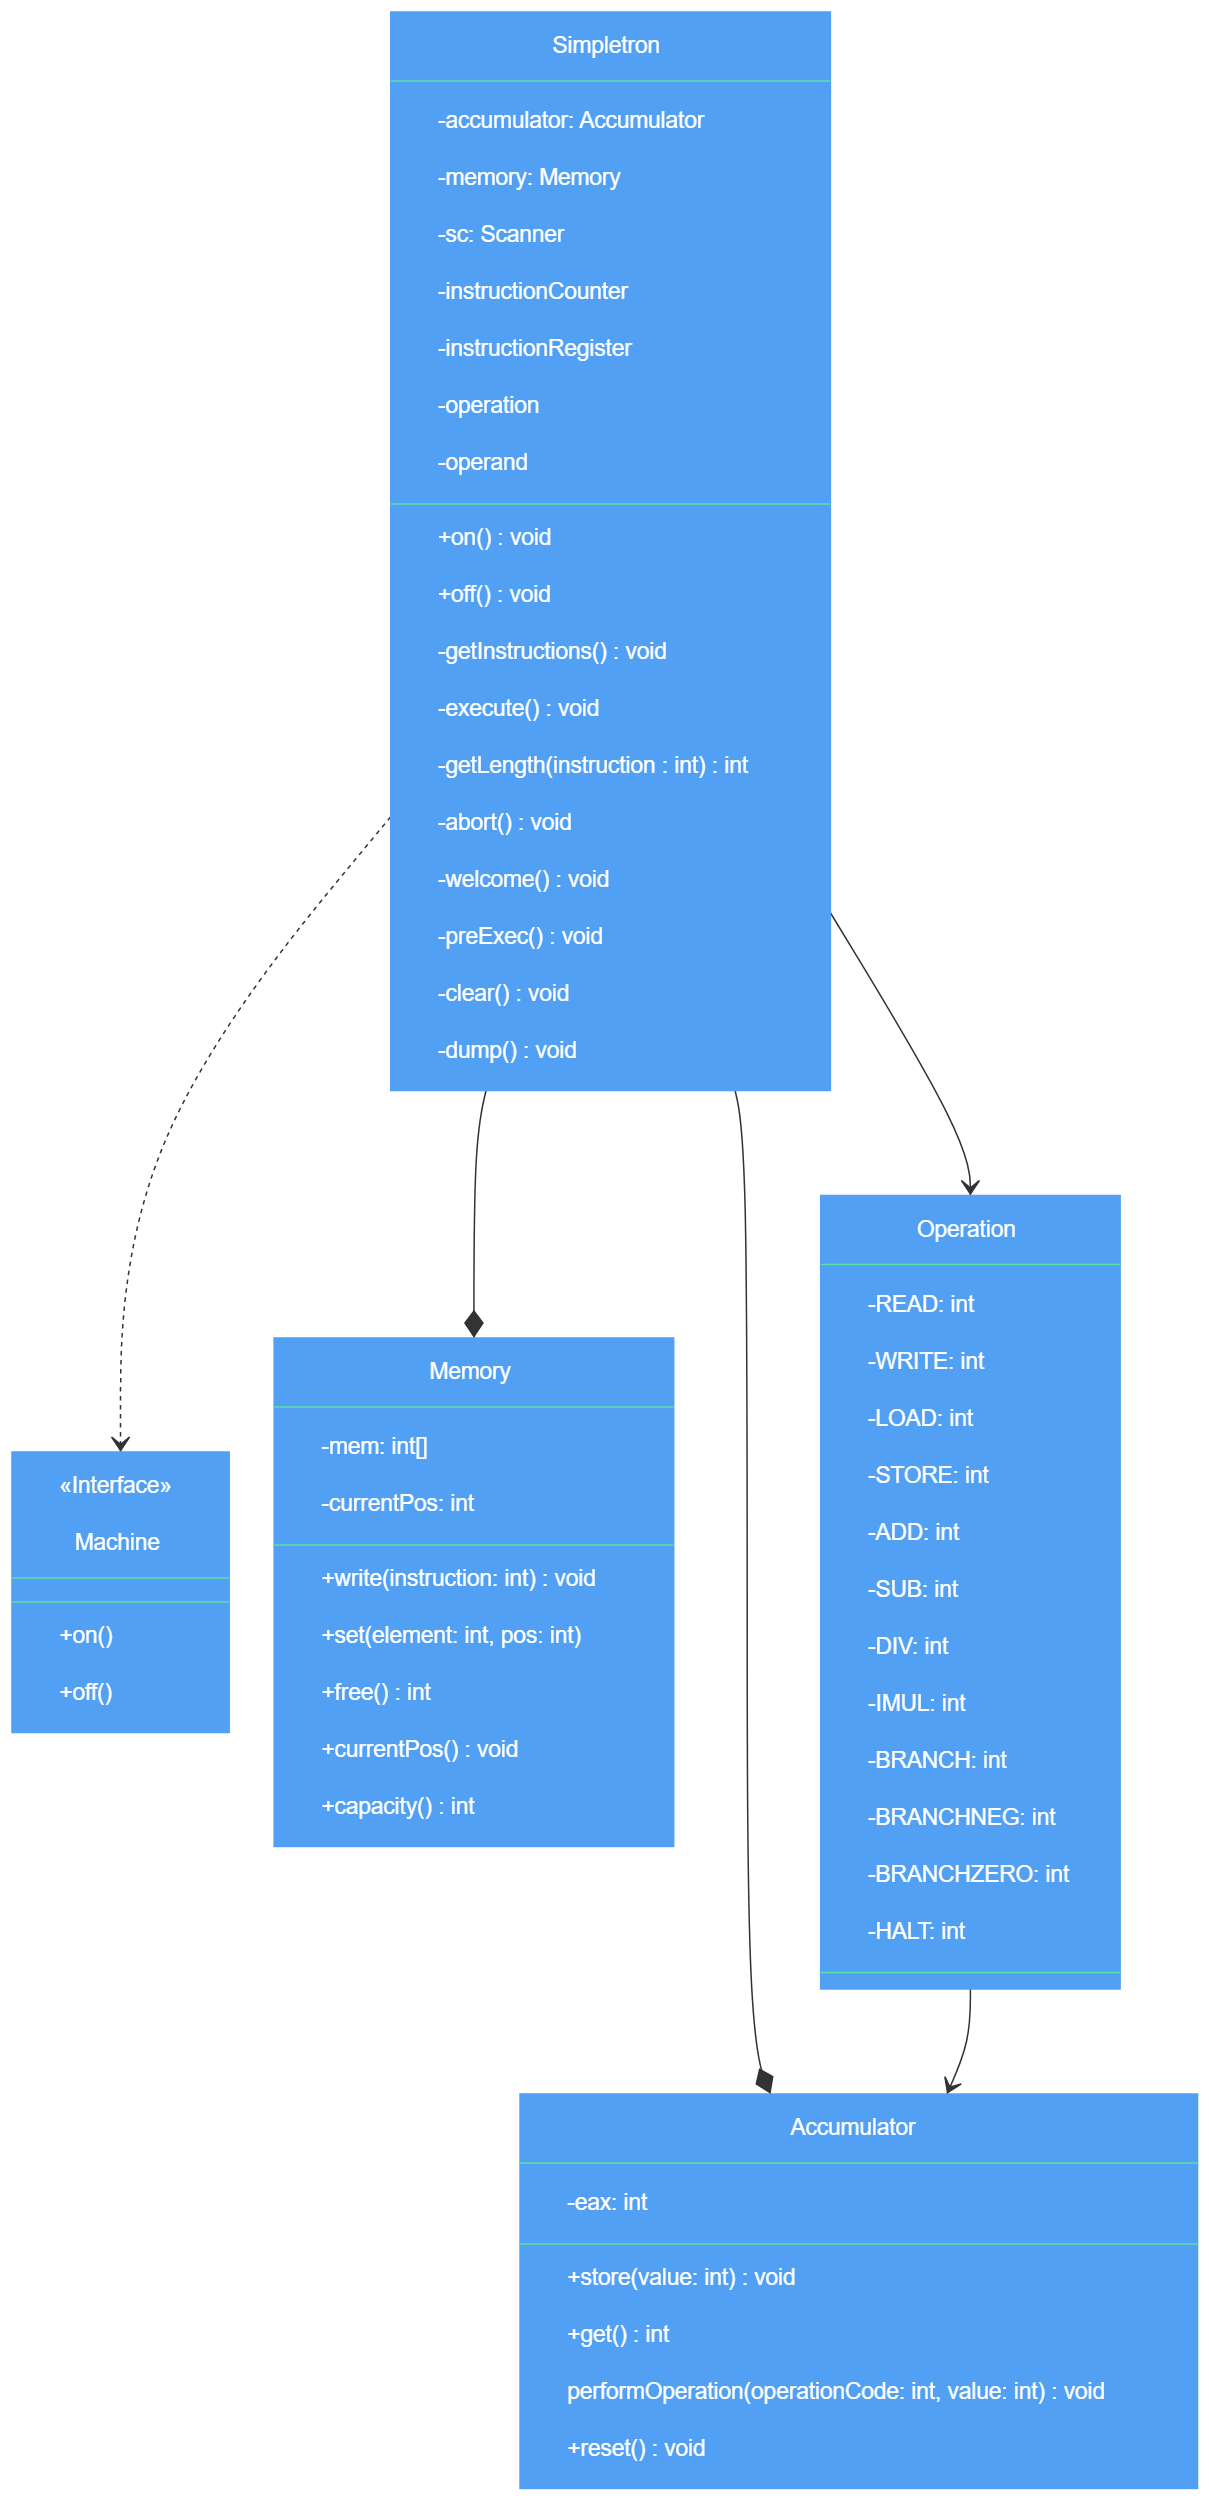 Simpletron
-accumulator: Accumulator
-memory: Memory
-sc: Scanner
-instructionCounter
-instructionRegister
-operation
-operand
+on() : void
+off() : void
-getInstructions() : void
-execute() : void
-getLength(instruction : int) : int
-abort() : void
-welcome() : void
-preExec() : void
-clear() : void
-dump() : void
«Interface»
Machine
+on()
+off()
Memory
-mem: int[]
-currentPos: int
+write(instruction: int) : void
+set(element: int, pos: int)
+free() : int
+currentPos() : void
+capacity() : int
Operation
-READ: int
-WRITE: int
-LOAD: int
-STORE: int
-ADD: int
-SUB: int
-DIV: int
-IMUL: int
-BRANCH: int
-BRANCHNEG: int
-BRANCHZERO: int
-HALT: int
Accumulator
-eax: int
+store(value: int) : void
+get() : int
performOperation(operationCode: int, value: int) : void
+reset() : void